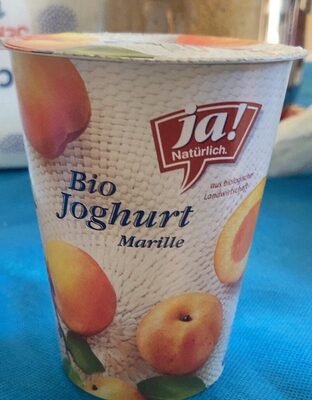 ja!
Natürlich.
aus biologischer
Landwirtschaft
Bio
Joghurt
Marille